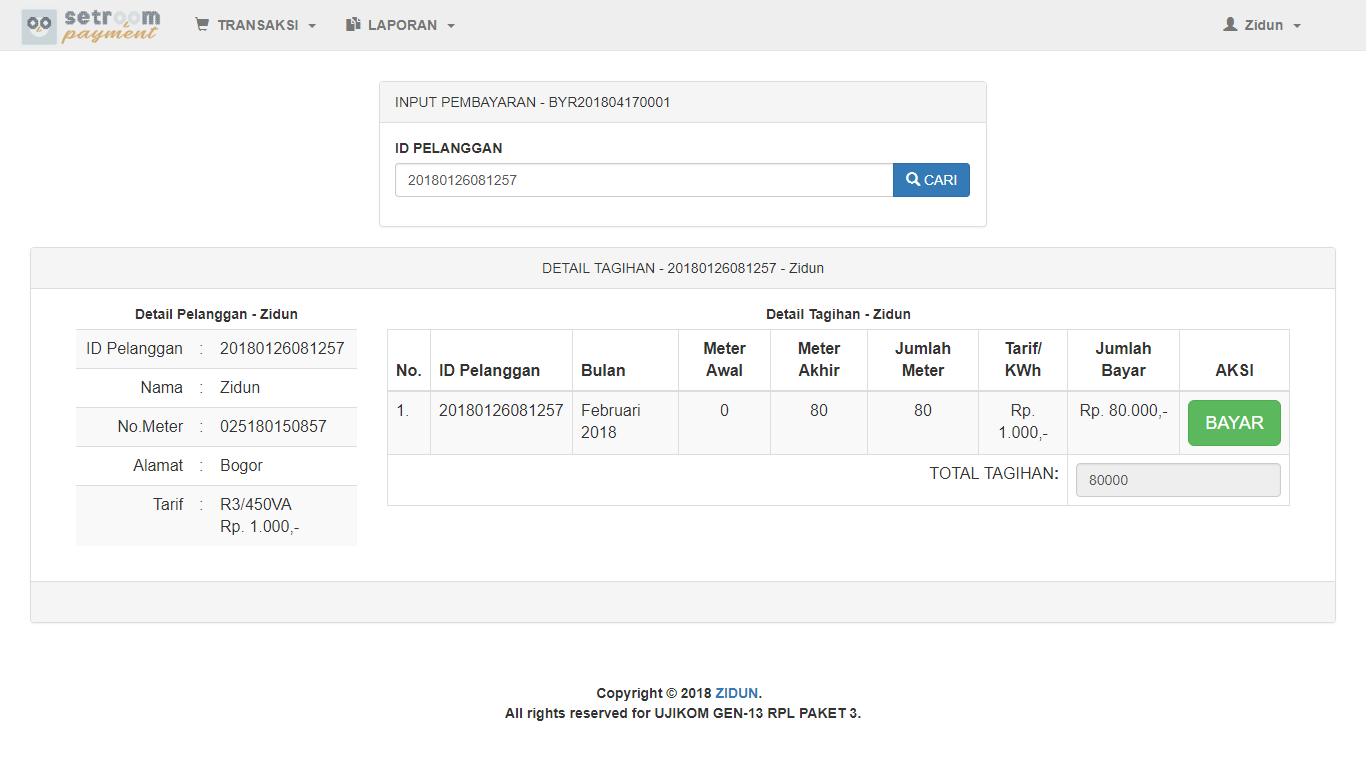 setroom
payment
TRANSAKSI
LAPORAN
Zidun
INPUT PEMBAYARAN - BYR201804170001
ID PELANGGAN
20180126081257
CARI
DETAIL TAGIHAN - 20180126081257 - Zidun
Detail Pelanggan - Zidun
ID Pelanggan : 20180126081257
Nama : Zidun
No.Meter : 025180150857
Alamat : Bogor
Tarif : R3/450VA
Rp. 1.000,-
Detail Tagihan - Zidun
No. ID Pelanggan Bulan Meter Awal Meter Akhir Jumlah Meter Tarif/ KWh Jumlah Bayar AKSI
1. 20180126081257 Februari 2018 0 80 80 Rp. 1.000,- Rp. 80.000,- BAYAR
TOTAL TAGIHAN: 80000
Copyright © 2018 ZIDUN.
All rights reserved for UJIKOM GEN-13 RPL PAKET 3.